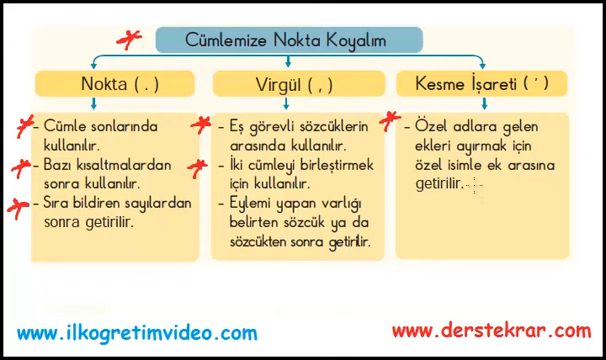 Cümlemize Nokta Koyalım
Nokta ( . )
- Cümle sonlarında
kullanılır.
- Bazı kısaltmalardan
sonra kullanılır.
- Sıra bildiren sayılardan
sonra getirilir.
Virgül ( , )
- Eş görevli sözcüklerin
arasında kullanılır.
- İki cümleyi birleştirmek
için kullanılır.
- Eylemi yapan varlığı
belirten sözcük ya da
sözcükten sonra getirilir.
Kesme İşareti ( ' )
- Özel adlara gelen
ekleri ayırmak için
özel isimle ek arasına
getirilir.
www.ilkogretimvideo.com
www.derstekrar.com